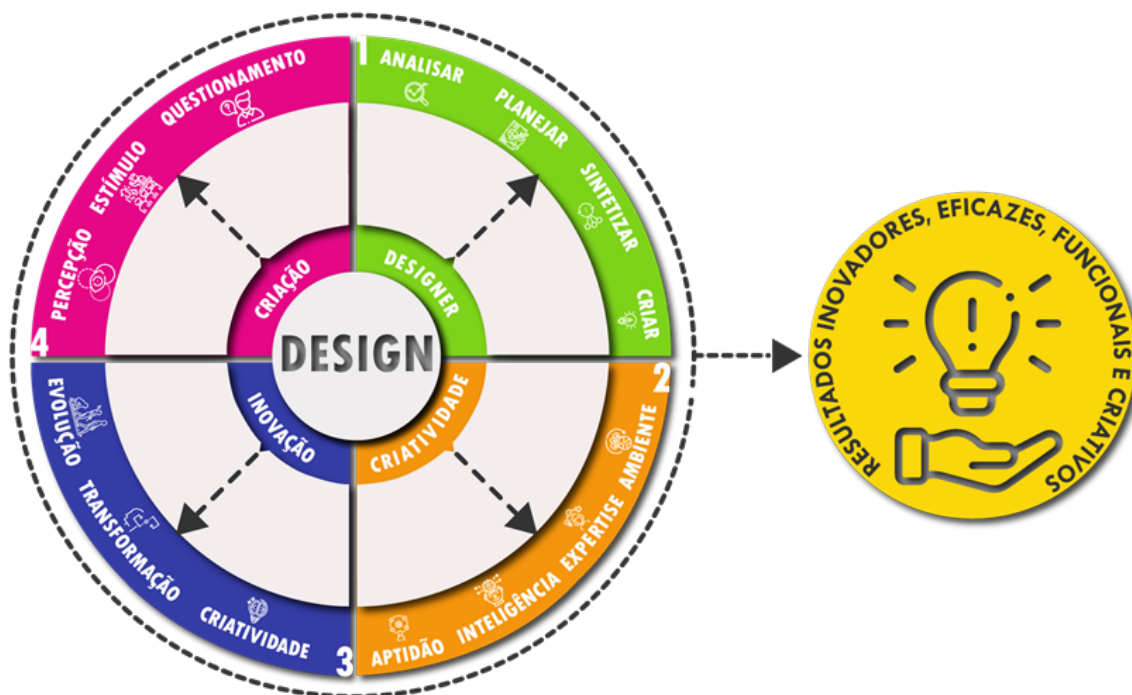 DESIGN
DESIGNER
1
ANALISAR
PLANEJAR
SINTETIZAR
CRIAR
CRIATIVIDADE
2
AMBIENTE
EXPERTISE
INTELIGÊNCIA
APTIDÃO
INOVAÇÃO
3
CRIATIVIDADE
TRANSFORMAÇÃO
EVOLUÇÃO
CRIAÇÃO
4
PERCEPÇÃO
ESTÍMULO
QUESTIONAMENTO
RESULTADOS INOVADORES, EFICAZES, FUNCIONAIS E CRIATIVOS